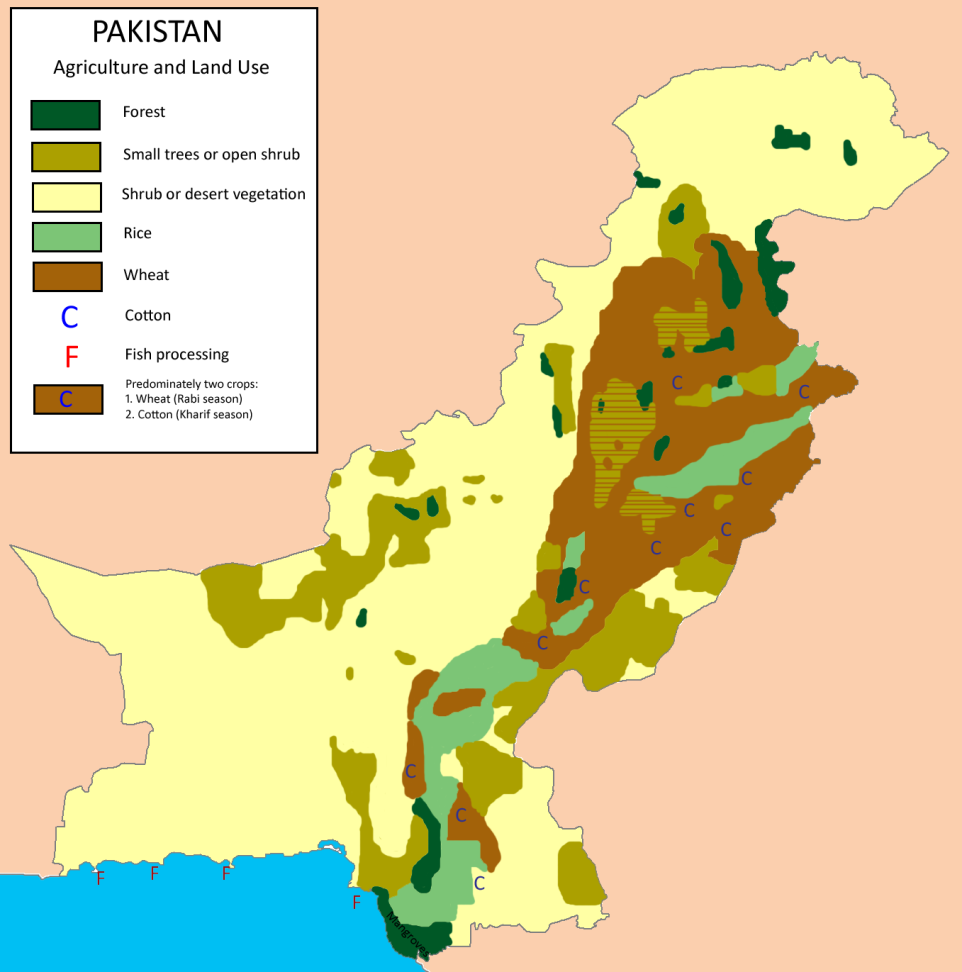 PAKISTAN
Agriculture and Land Use
Forest
Small trees or open shrub
Shrub or desert vegetation
Rice
Wheat
C Cotton
F Fish processing
C
Predominately two crops:
1. Wheat (Rabi season)
2. Cotton (Kharif season)
C
C
C
C
C
C
C
C
C
C
C
F
F
F
F
Mangroves